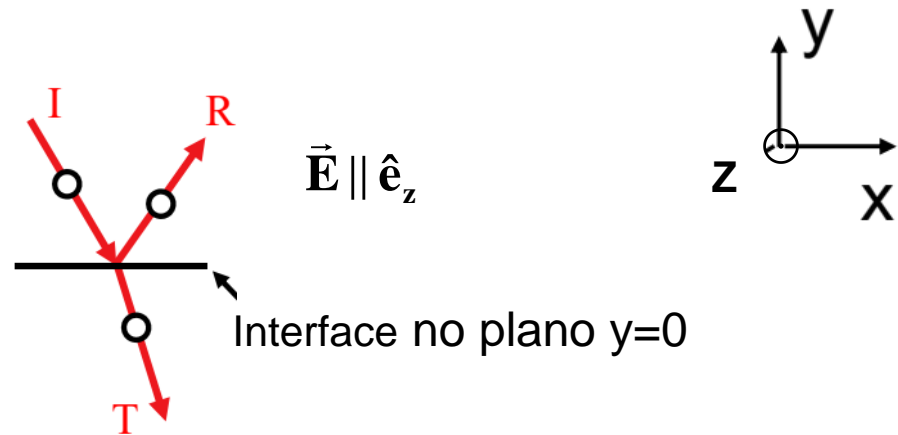 y
I
R
E⃗ || ê_z
z
x
Interface no plano y=0
T